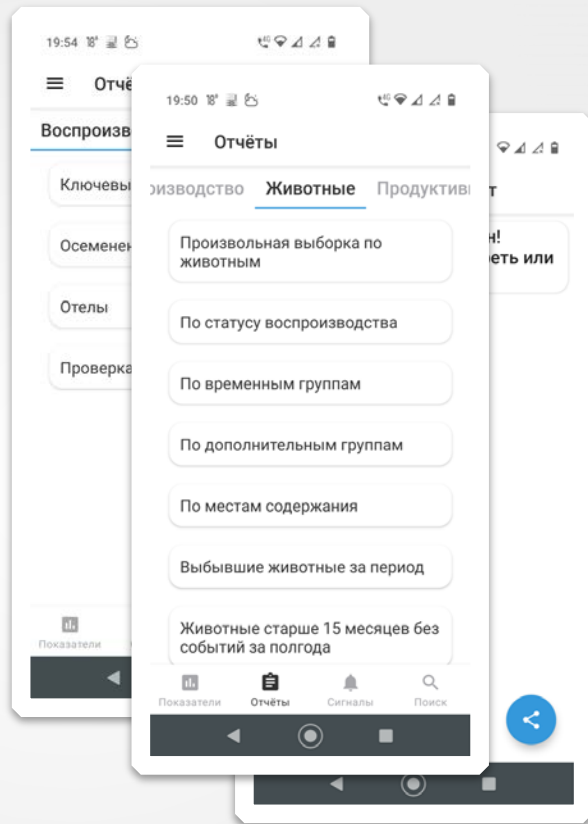 19:54 18°
Отчё
Воспроизв
Ключевы
Осеменен
Отелы
Проверка
Показатели
19:50 18°
4G
Отчёты
оизводство Животные Продуктивн
Произвольная выборка по
животным
По статусу воспроизводства
По временным группам
По дополнительным группам
По местам содержания
Выбывшие животные за период
Животные старше 15 месяцев без
событий за полгода
Показатели Отчёты Сигналы Поиск
т
н!
еть или